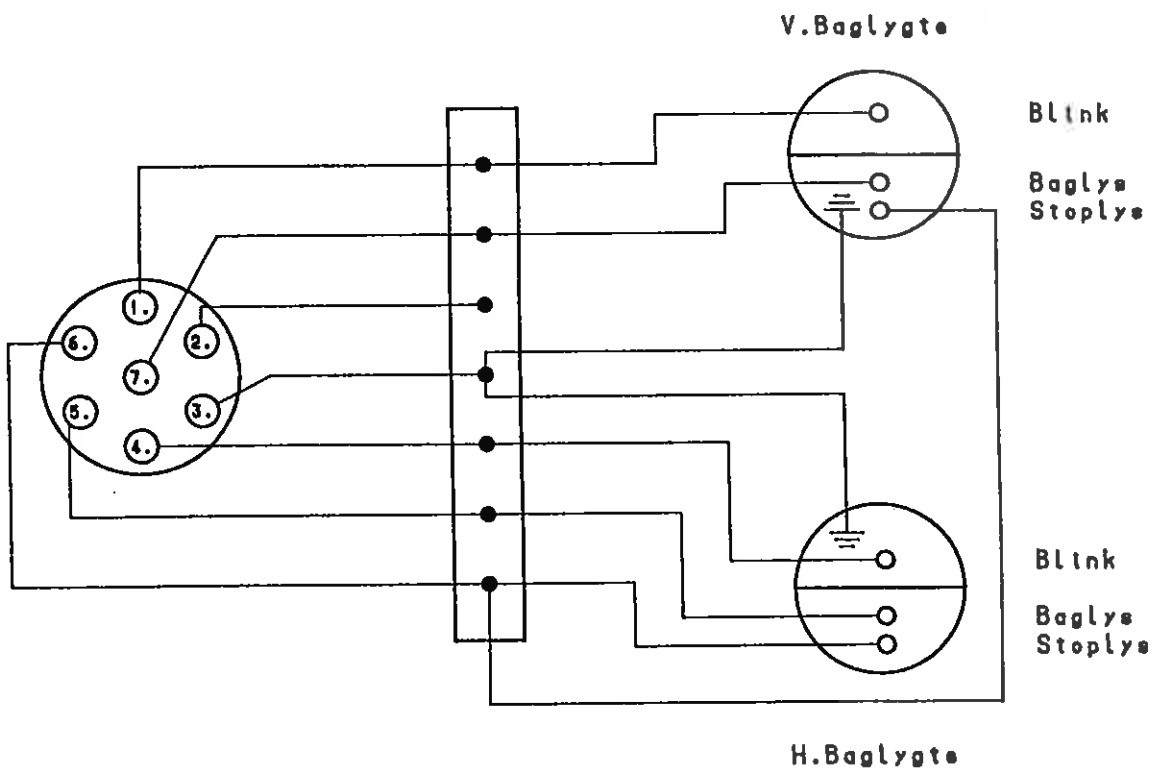 V.Baglygte
Blink
Baglys
Stoplys
1.
6.
2.
7.
5.
3.
4.
Blink
Baglys
Stoplys
H.Baglygte